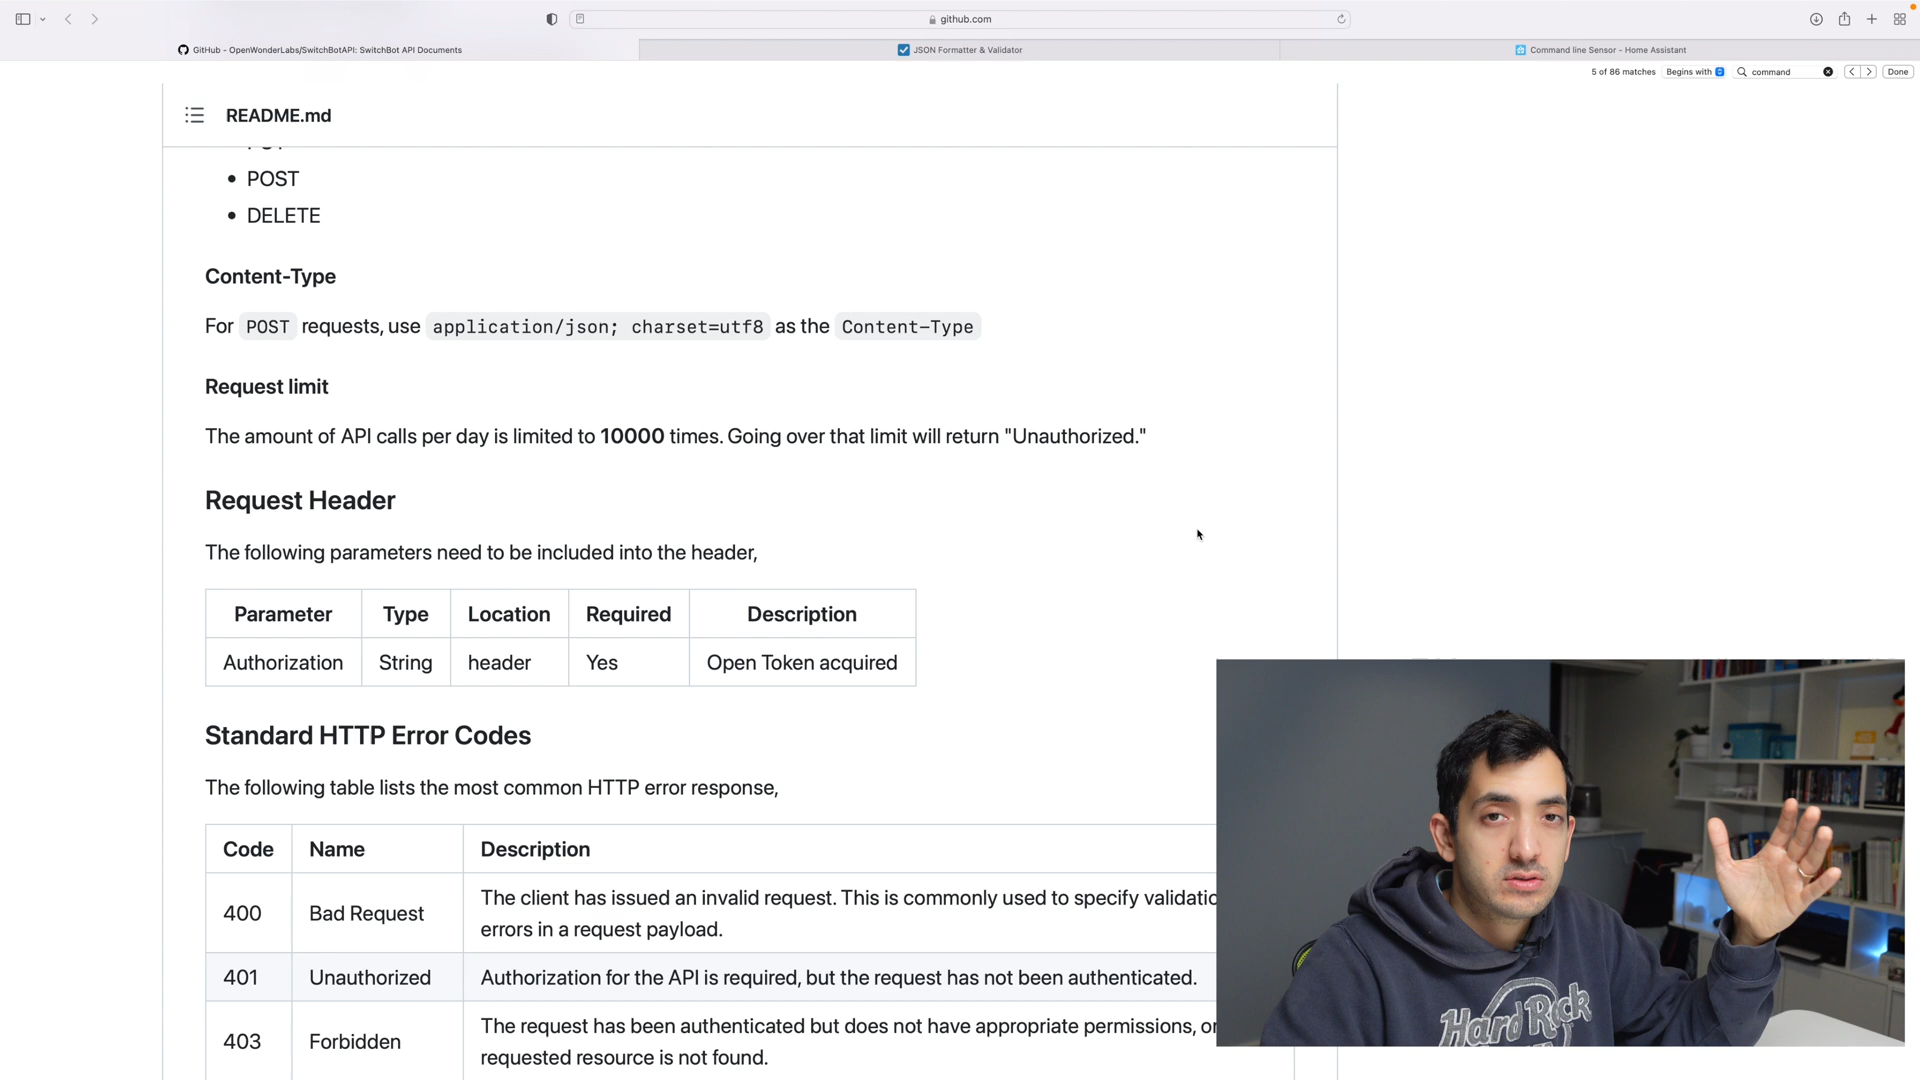 github.com
GitHub - OpenWonderLabs/SwitchBotAPI: SwitchBot API Documents
JSON Formatter & Validator
Command line Sensor - Home Assistant
5 of 86 matches
Begins with
command
Done
README.md
POST
DELETE
Content-Type
For POST requests, use application/json; charset=utf8 as the Content-Type
Request limit
The amount of API calls per day is limited to 10000 times. Going over that limit will return "Unauthorized."
Request Header
The following parameters need to be included into the header,
Parameter Type Location Required Description
Authorization String header Yes Open Token acquired
Standard HTTP Error Codes
The following table lists the most common HTTP error response,
Code Name Description
400 Bad Request The client has issued an invalid request. This is commonly used to specify validatio
errors in a request payload.
401 Unauthorized Authorization for the API is required, but the request has not been authenticated.
403 Forbidden The request has been authenticated but does not have appropriate permissions, or
requested resource is not found.
Hard Rock